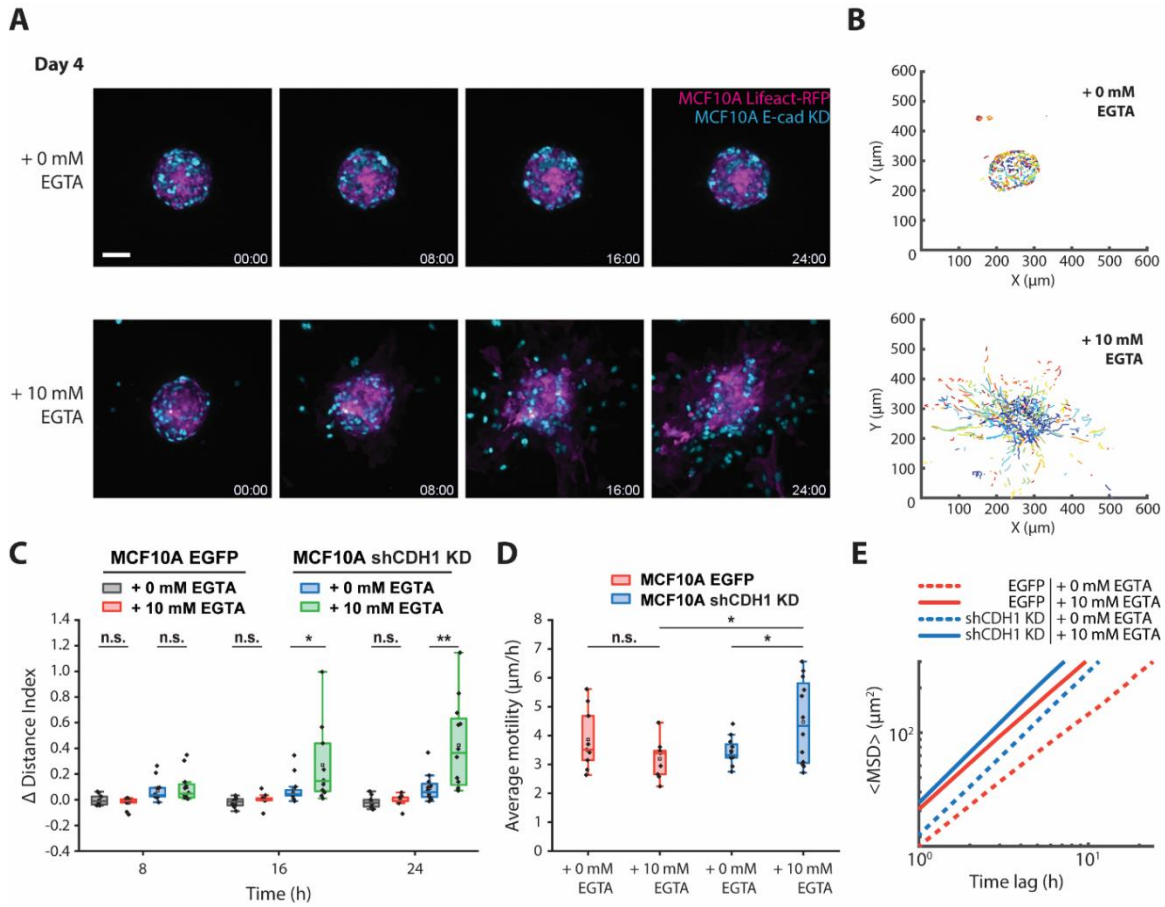 A
Day 4
+ 0 mM
EGTA
MCF10A Lifeact-RFP
MCF10A E-cad KD
00:00
08:00
16:00
24:00
+ 10 mM
EGTA
00:00
08:00
16:00
24:00
B
600
500
400
300
200
100
0
Y (µm)
+ 0 mM
EGTA
100 200 300 400 500 600
X (µm)
600
500
400
300
200
100
0
Y (µm)
+ 10 mM
EGTA
100 200 300 400 500 600
X (µm)
C
MCF10A EGFP
MCF10A shCDH1 KD
+ 0 mM EGTA
+ 10 mM EGTA
+ 0 mM EGTA
+ 10 mM EGTA
1.2
1.0
0.8
0.6
0.4
0.2
0.0
-0.2
-0.4
Δ Distance Index
n.s. n.s. n.s. * n.s. **
8 16 24
Time (h)
D
MCF10A EGFP
MCF10A shCDH1 KD
8
7
6
5
4
3
2
1
0
Average motility (µm/h)
*
n.s. *
+ 0 mM
EGTA
+ 10 mM
EGTA
+ 0 mM
EGTA
+ 10 mM
EGTA
E
EGFP + 0 mM EGTA
EGFP + 10 mM EGTA
shCDH1 KD + 0 mM EGTA
shCDH1 KD + 10 mM EGTA
<MSD> (µm²)
10²
10⁰ 10¹
Time lag (h)